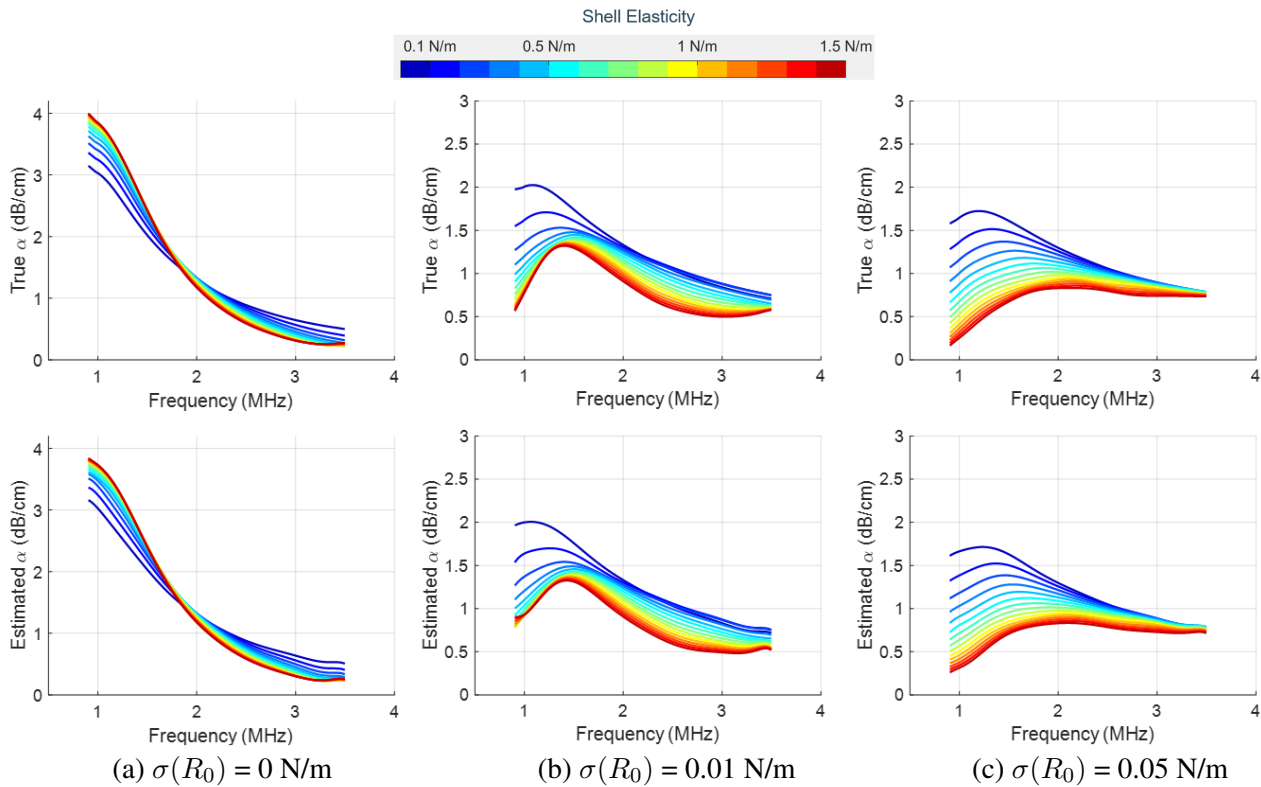 Shell Elasticity
0.1 N/m 0.5 N/m 1 N/m 1.5 N/m
True α (dB/cm)
4
3
2
1
0
1 2 3 4
Frequency (MHz)
True α (dB/cm)
3
2.5
2
1.5
1
0.5
0
1 2 3 4
Frequency (MHz)
True α (dB/cm)
3
2.5
2
1.5
1
0.5
0
1 2 3 4
Frequency (MHz)
Estimated α (dB/cm)
4
3
2
1
0
1 2 3 4
Frequency (MHz)
Estimated α (dB/cm)
3
2.5
2
1.5
1
0.5
0
1 2 3 4
Frequency (MHz)
Estimated α (dB/cm)
3
2.5
2
1.5
1
0.5
0
1 2 3 4
Frequency (MHz)
(a) σ(R₀) = 0 N/m
(b) σ(R₀) = 0.01 N/m
(c) σ(R₀) = 0.05 N/m